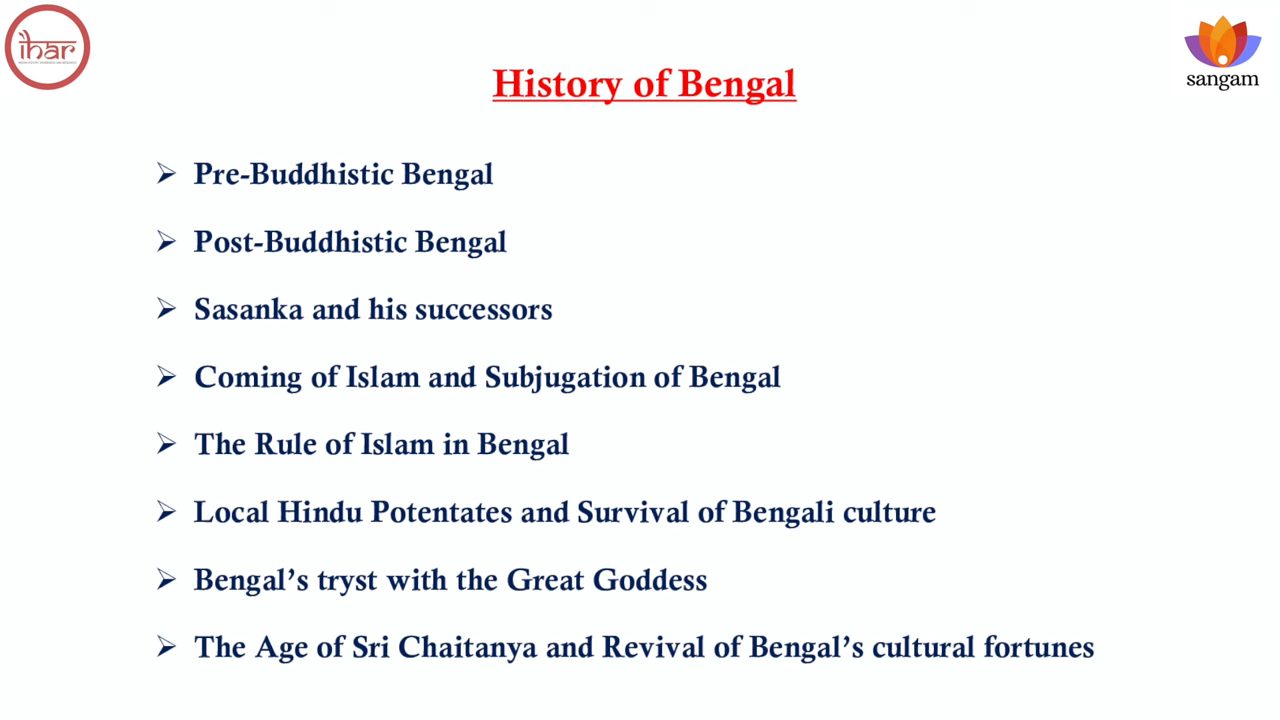 ihar
sangam
History of Bengal
➢ Pre-Buddhistic Bengal
➢ Post-Buddhistic Bengal
➢ Sasanka and his successors
➢ Coming of Islam and Subjugation of Bengal
➢ The Rule of Islam in Bengal
➢ Local Hindu Potentates and Survival of Bengali culture
➢ Bengal’s tryst with the Great Goddess
➢ The Age of Sri Chaitanya and Revival of Bengal’s cultural fortunes